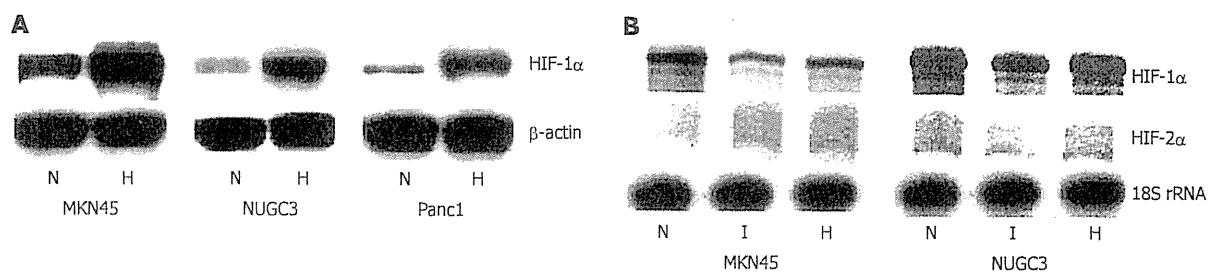 A
HIF-1α
β-actin
N H N H N H
MKN45 NUGC3 Panc1
B
HIF-1α
HIF-2α
18S rRNA
N I H N I H
MKN45 NUGC3